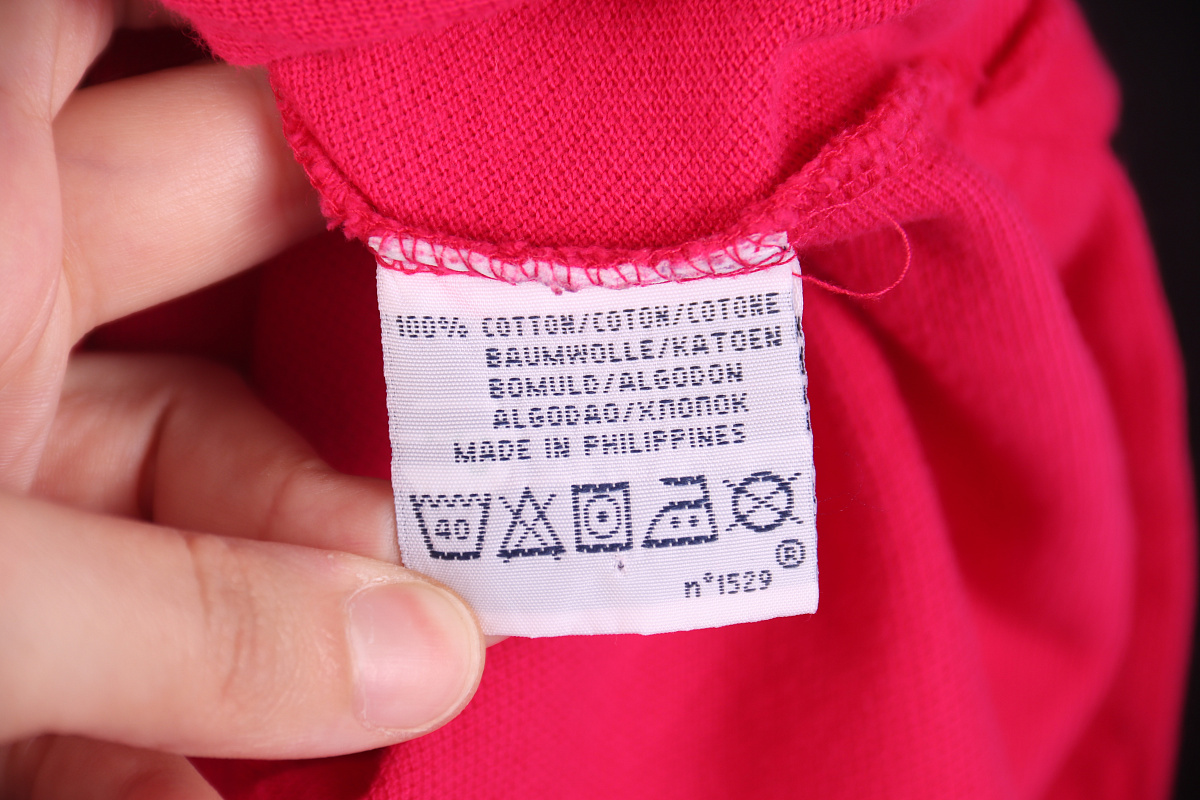 100% COTTON/COTON/COTONE
BAUMWOLLE/KATOEN
BOMULD/ALGODON
ALGODAO/ХЛОПОК
MADE IN PHILIPPINES
40
®
n°1529